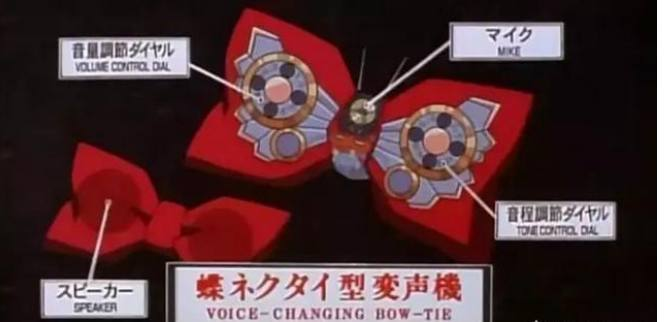 音量調節ダイヤル
VOLUME CONTROL DIAL
マイク
MIKE
音程調節ダイヤル
TONE CONTROL DIAL
スピーカー
SPEAKER
蝶ネクタイ型変声機
VOICE-CHANGING BOW-TIE